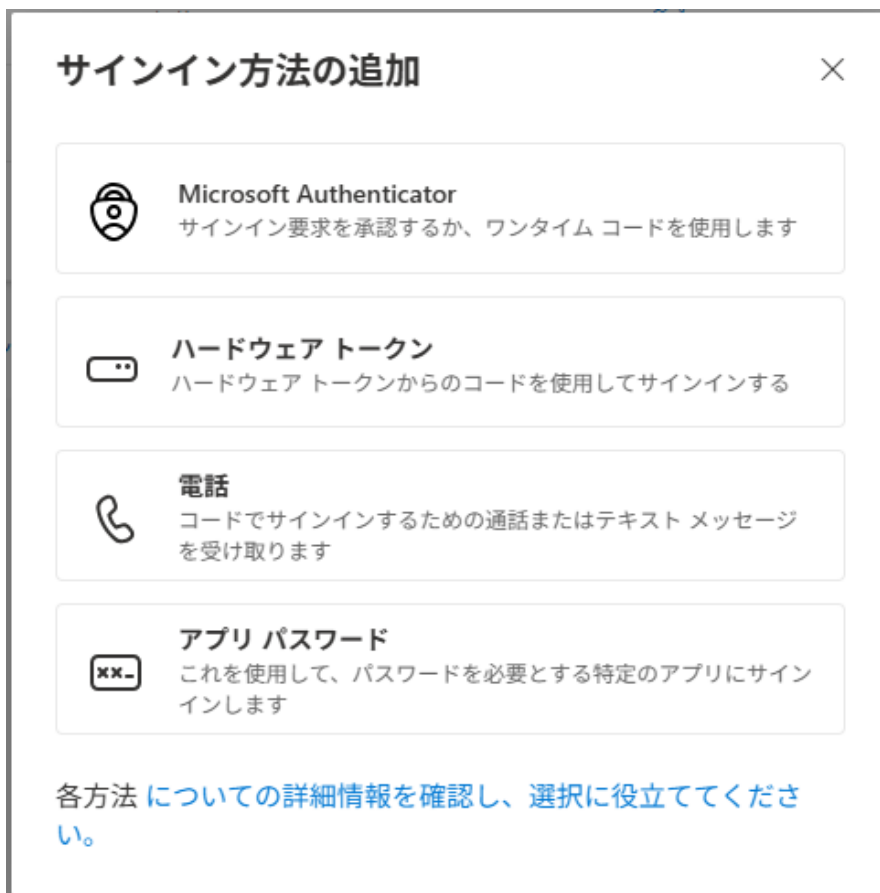 サインイン方法の追加
Microsoft Authenticator
サインイン要求を承認するか、ワンタイム コードを使用します
ハードウェア トークン
ハードウェア トークンからのコードを使用してサインインする
電話
コードでサインインするための通話またはテキスト メッセージ
を受け取ります
アプリ パスワード
これを使用して、パスワードを必要とする特定のアプリにサイン
インします
各方法 についての詳細情報を確認し、選択に役立ててくださ
い。